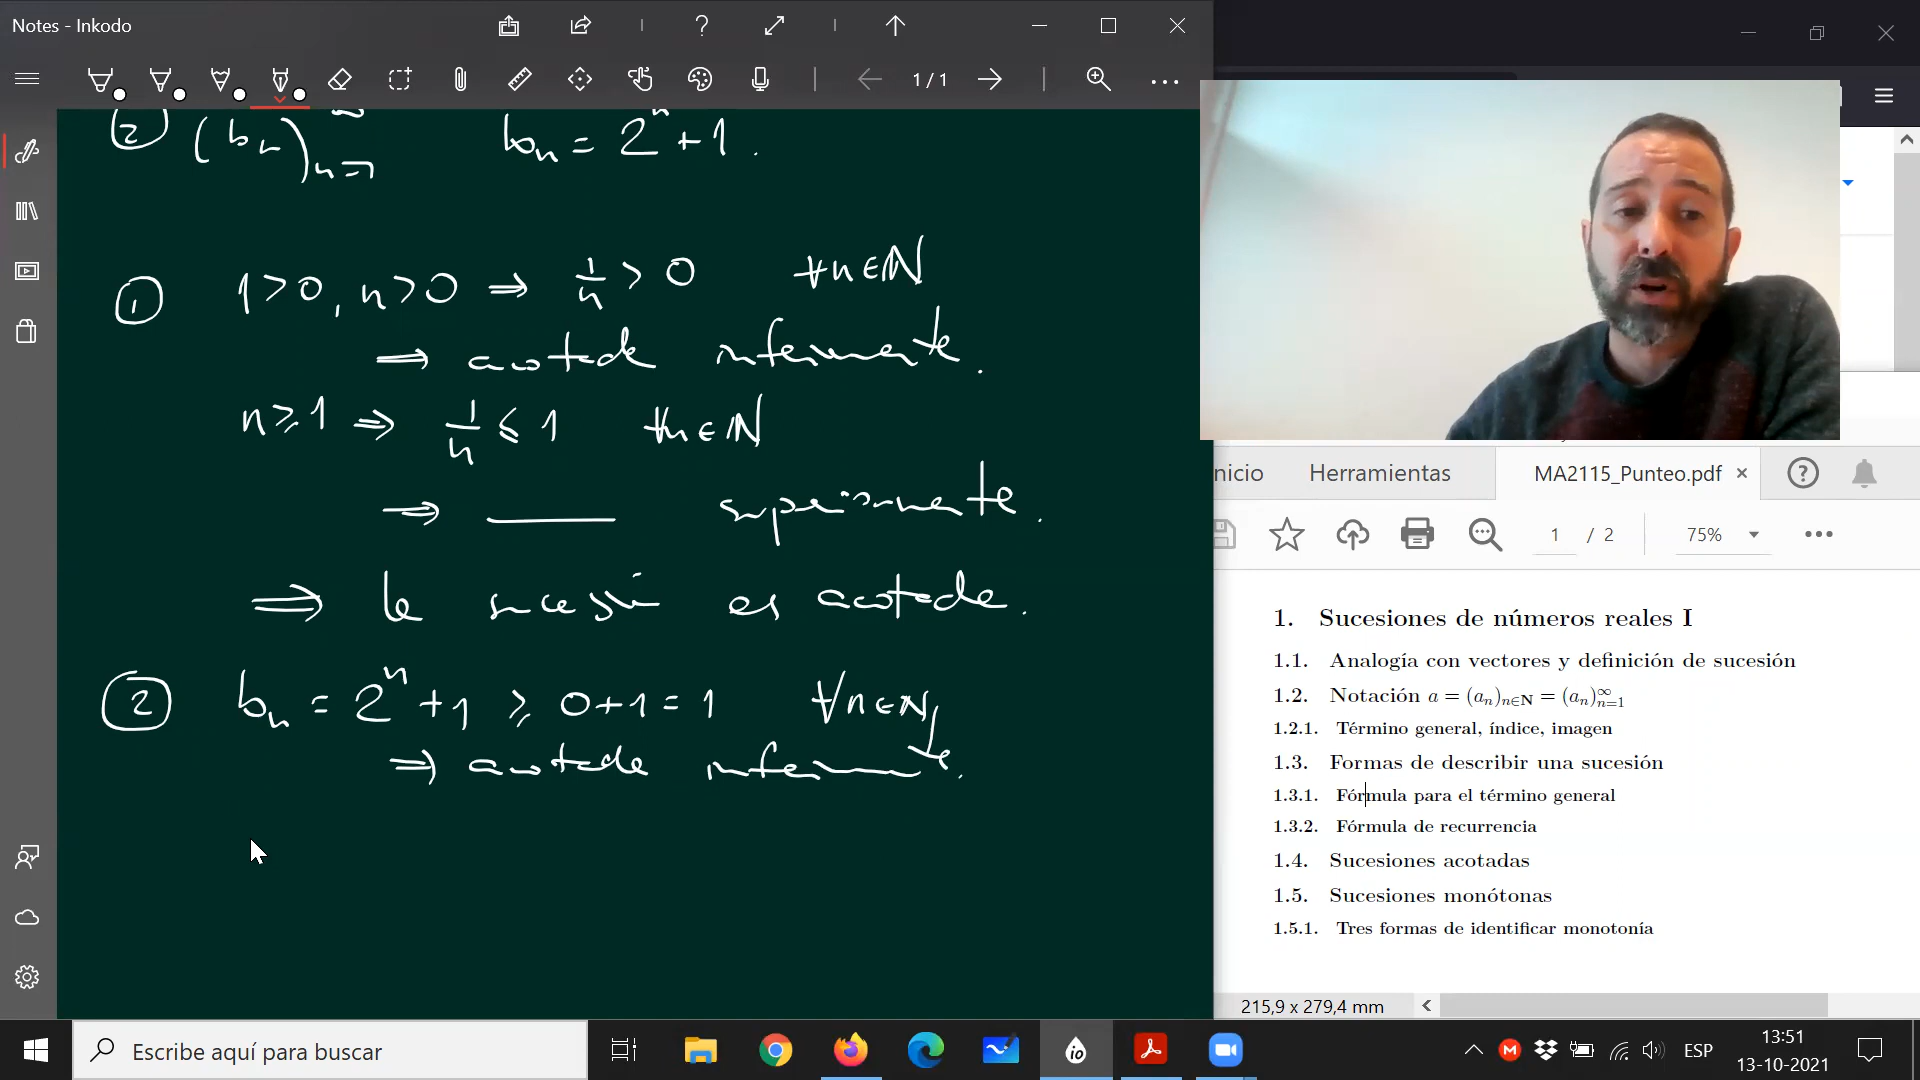 Notes - Inkodo
1 / 1
② (bₙ)ₙ₌₁^∞ bₙ = 2ⁿ + 1.
① 1 > 0, n > 0 ⇒ 1/n > 0 ∀n ∈ ℕ
⇒ acotada inferiormente.
n ≥ 1 ⇒ 1/n ≤ 1 ∀n ∈ ℕ
⇒ —— superiormente.
⇒ la sucesión es acotada.
② bₙ = 2ⁿ + 1 ≥ 0 + 1 = 1 ∀n ∈ ℕ,
⇒ acotada inferiormente.
nicio Herramientas MA2115_Punteo.pdf
1 / 2 75%
1. Sucesiones de números reales I
1.1. Analogía con vectores y definición de sucesión
1.2. Notación a = (aₙ)ₙ∈N = (aₙ)ₙ₌₁^∞
1.2.1. Término general, índice, imagen
1.3. Formas de describir una sucesión
1.3.1. Fórmula para el término general
1.3.2. Fórmula de recurrencia
1.4. Sucesiones acotadas
1.5. Sucesiones monótonas
1.5.1. Tres formas de identificar monotonía
215,9 x 279,4 mm
Escribe aquí para buscar
ESP
13:51
13-10-2021